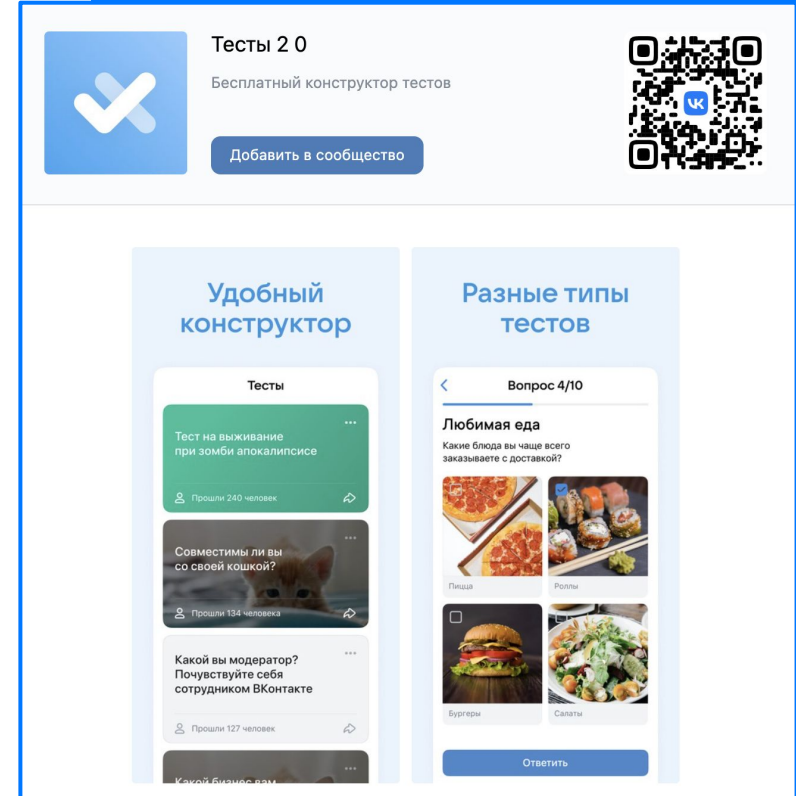 Тесты 2 0
Бесплатный конструктор тестов
Добавить в сообщество
Удобный
конструктор
Тесты
Тест на выживание
при зомби апокалипсисе
Прошли 240 человек
Совместимы ли вы
со своей кошкой?
Прошли 134 человека
Какой вы модератор?
Почувствуйте себя
сотрудником ВКонтакте
Прошли 127 человек
Какой бизнес вам
Разные типы
тестов
Вопрос 4/10
Любимая еда
Какие блюда вы чаще всего
заказываете с доставкой?
Пицца
Роллы
Бургеры
Салаты
Ответить